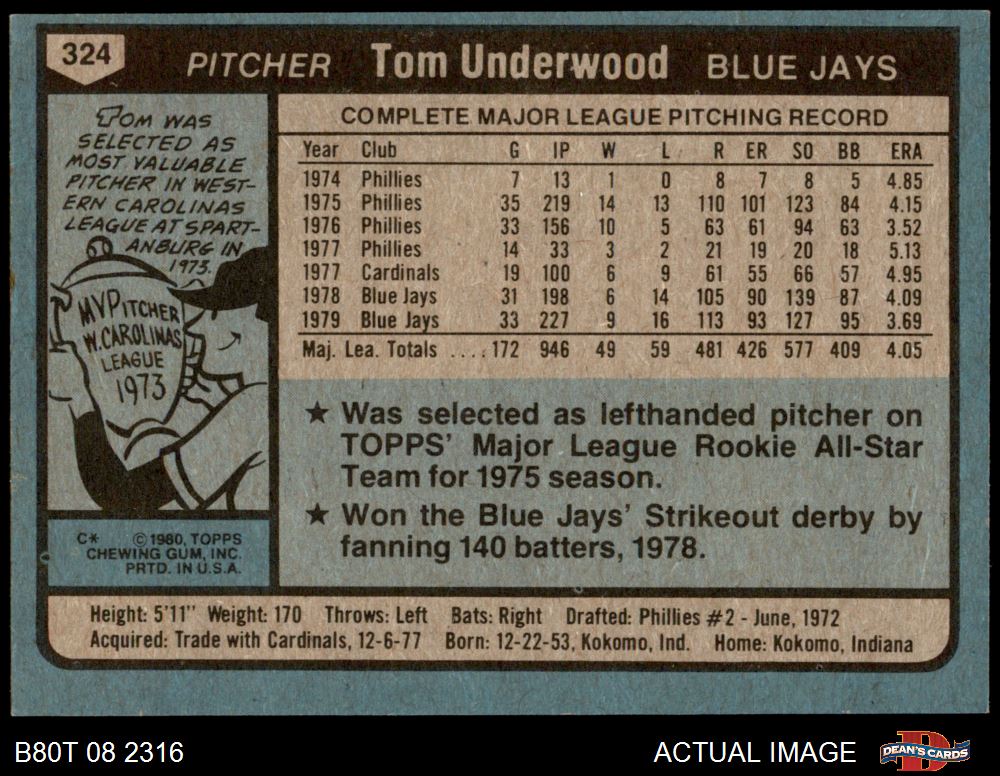 324 PITCHER Tom Underwood BLUE JAYS
TOM WAS
SELECTED AS
MOST VALUABLE
PITCHER IN WEST-
ERN CAROLINAS
LEAGUE AT SPART-
ANBURG IN
1973.
MVPITCHER
W. CAROLINAS
LEAGUE
1973
COMPLETE MAJOR LEAGUE PITCHING RECORD
Year Club G IP W L R ER SO BB ERA
1974 Phillies 7 13 1 0 8 7 8 5 4.85
1975 Phillies 35 219 14 13 110 101 123 84 4.15
1976 Phillies 33 156 10 5 63 61 94 63 3.52
1977 Phillies 14 33 3 2 21 19 20 18 5.13
1977 Cardinals 19 100 6 9 61 55 66 57 4.95
1978 Blue Jays 31 198 6 14 105 90 139 87 4.09
1979 Blue Jays 33 227 9 16 113 93 127 95 3.69
Maj. Lea. Totals .... 172 946 49 59 481 426 577 409 4.05
★ Was selected as lefthanded pitcher on
TOPPS' Major League Rookie All-Star
Team for 1975 season.
★ Won the Blue Jays' Strikeout derby by
fanning 140 batters, 1978.
C* ©1980, TOPPS
CHEWING GUM, INC.
PRTD. IN U.S.A.
Height: 5'11" Weight: 170 Throws: Left Bats: Right Drafted: Phillies #2 - June, 1972
Acquired: Trade with Cardinals, 12-6-77 Born: 12-22-53, Kokomo, Ind. Home: Kokomo, Indiana
B80T 08 2316 ACTUAL IMAGE DEAN'S CARDS